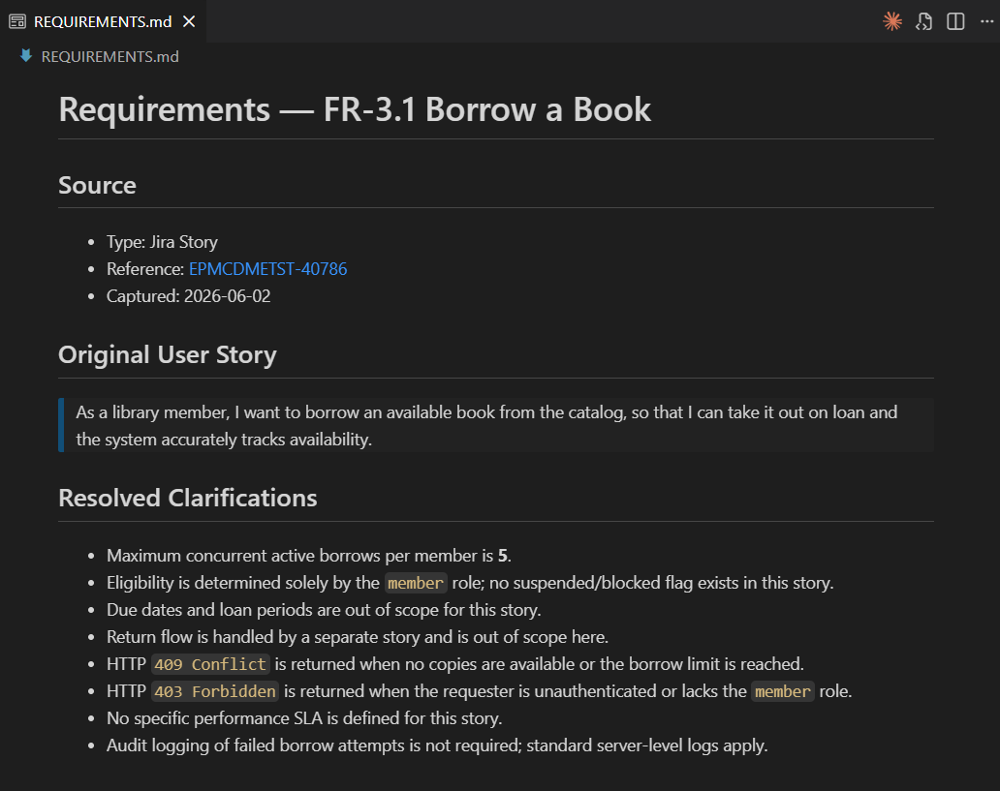 REQUIREMENTS.md
REQUIREMENTS.md
Requirements — FR-3.1 Borrow a Book
Source
• Type: Jira Story
• Reference: EPMCDMETST-40786
• Captured: 2026-06-02
Original User Story
As a library member, I want to borrow an available book from the catalog, so that I can take it out on loan and
the system accurately tracks availability.
Resolved Clarifications
• Maximum concurrent active borrows per member is 5.
• Eligibility is determined solely by the member role; no suspended/blocked flag exists in this story.
• Due dates and loan periods are out of scope for this story.
• Return flow is handled by a separate story and is out of scope here.
• HTTP 409 Conflict is returned when no copies are available or the borrow limit is reached.
• HTTP 403 Forbidden is returned when the requester is unauthenticated or lacks the member role.
• No specific performance SLA is defined for this story.
• Audit logging of failed borrow attempts is not required; standard server-level logs apply.